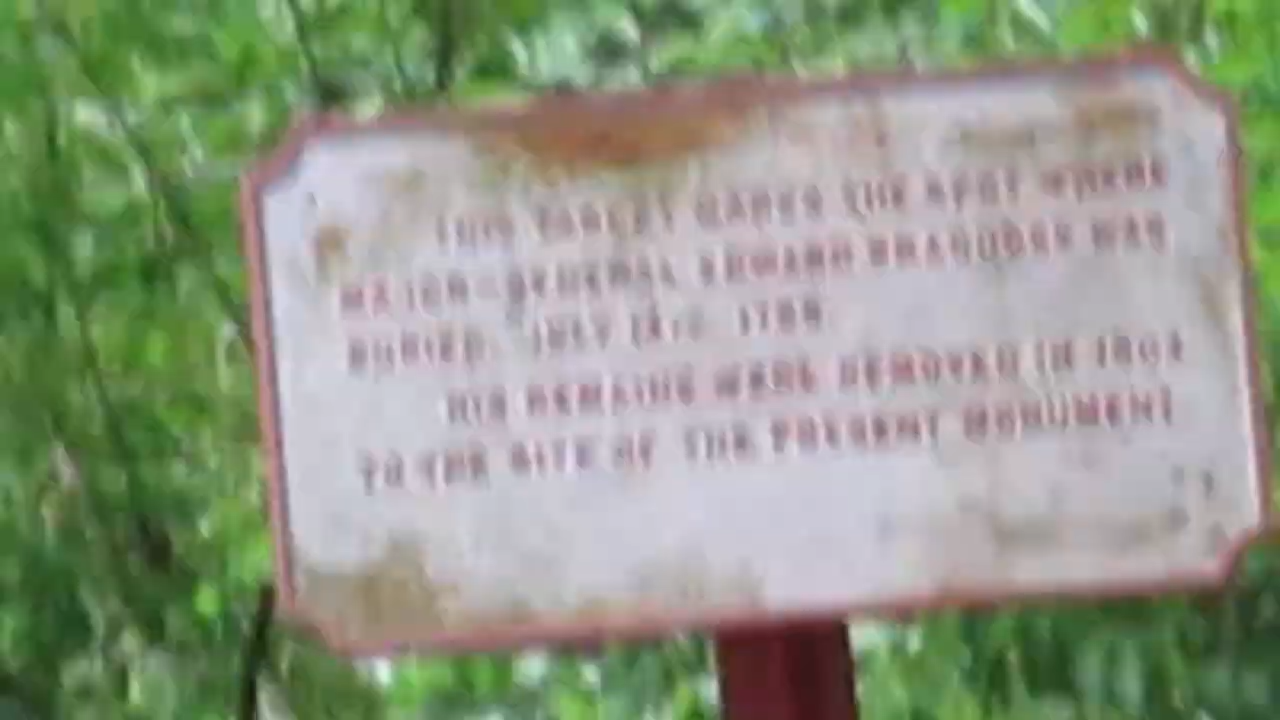 THIS TABLET MARKS THE SPOT WHERE
MAJOR-GENERAL EDWARD BRADDOCK WAS
BURIED, JULY 14TH, 1755.
HIS REMAINS WERE REMOVED IN 1804
TO THE SITE OF THE PRESENT MONUMENT